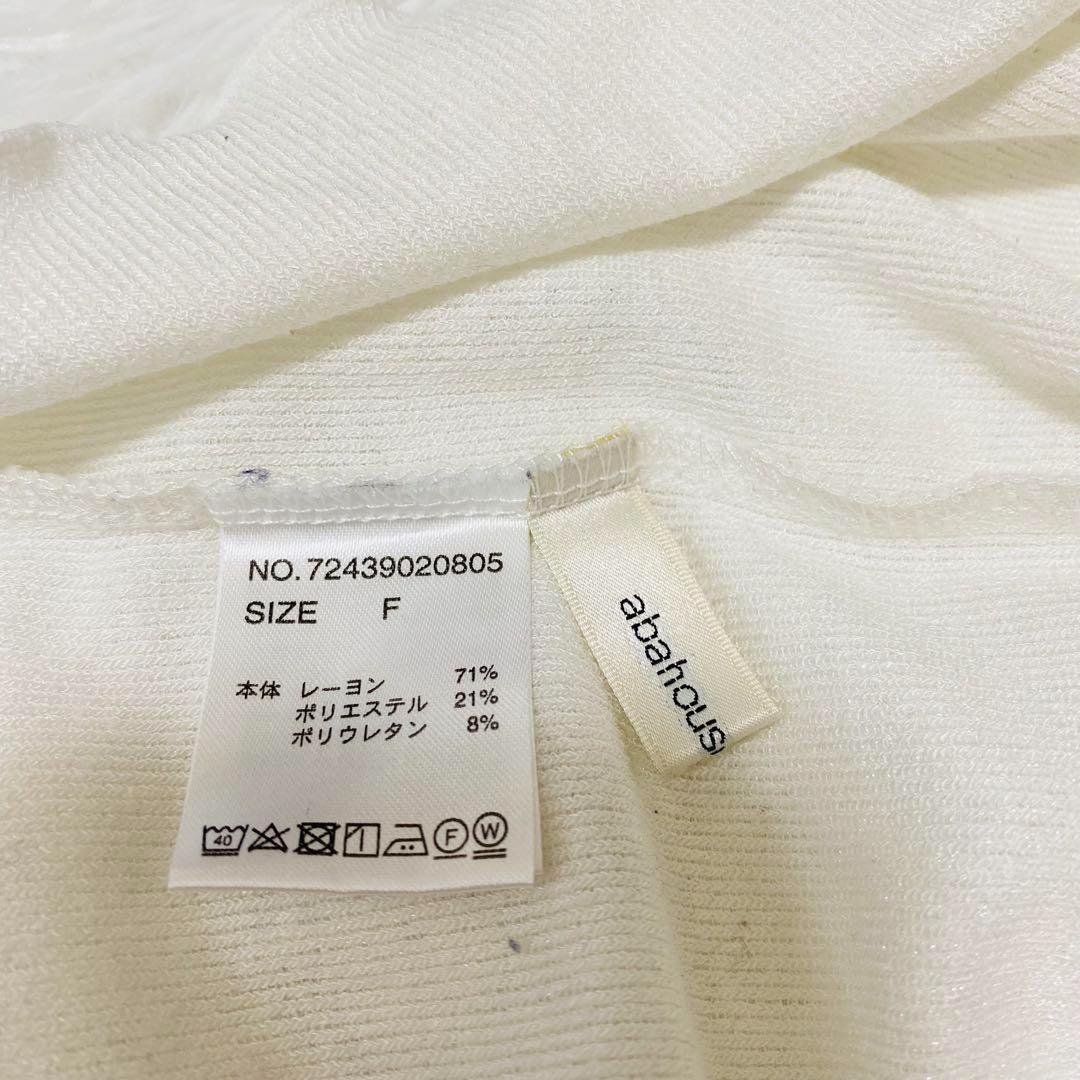 NO. 72439020805
SIZE F
本体 レーヨン 71%
ポリエステル 21%
ポリウレタン 8%
40
F
W
abahous